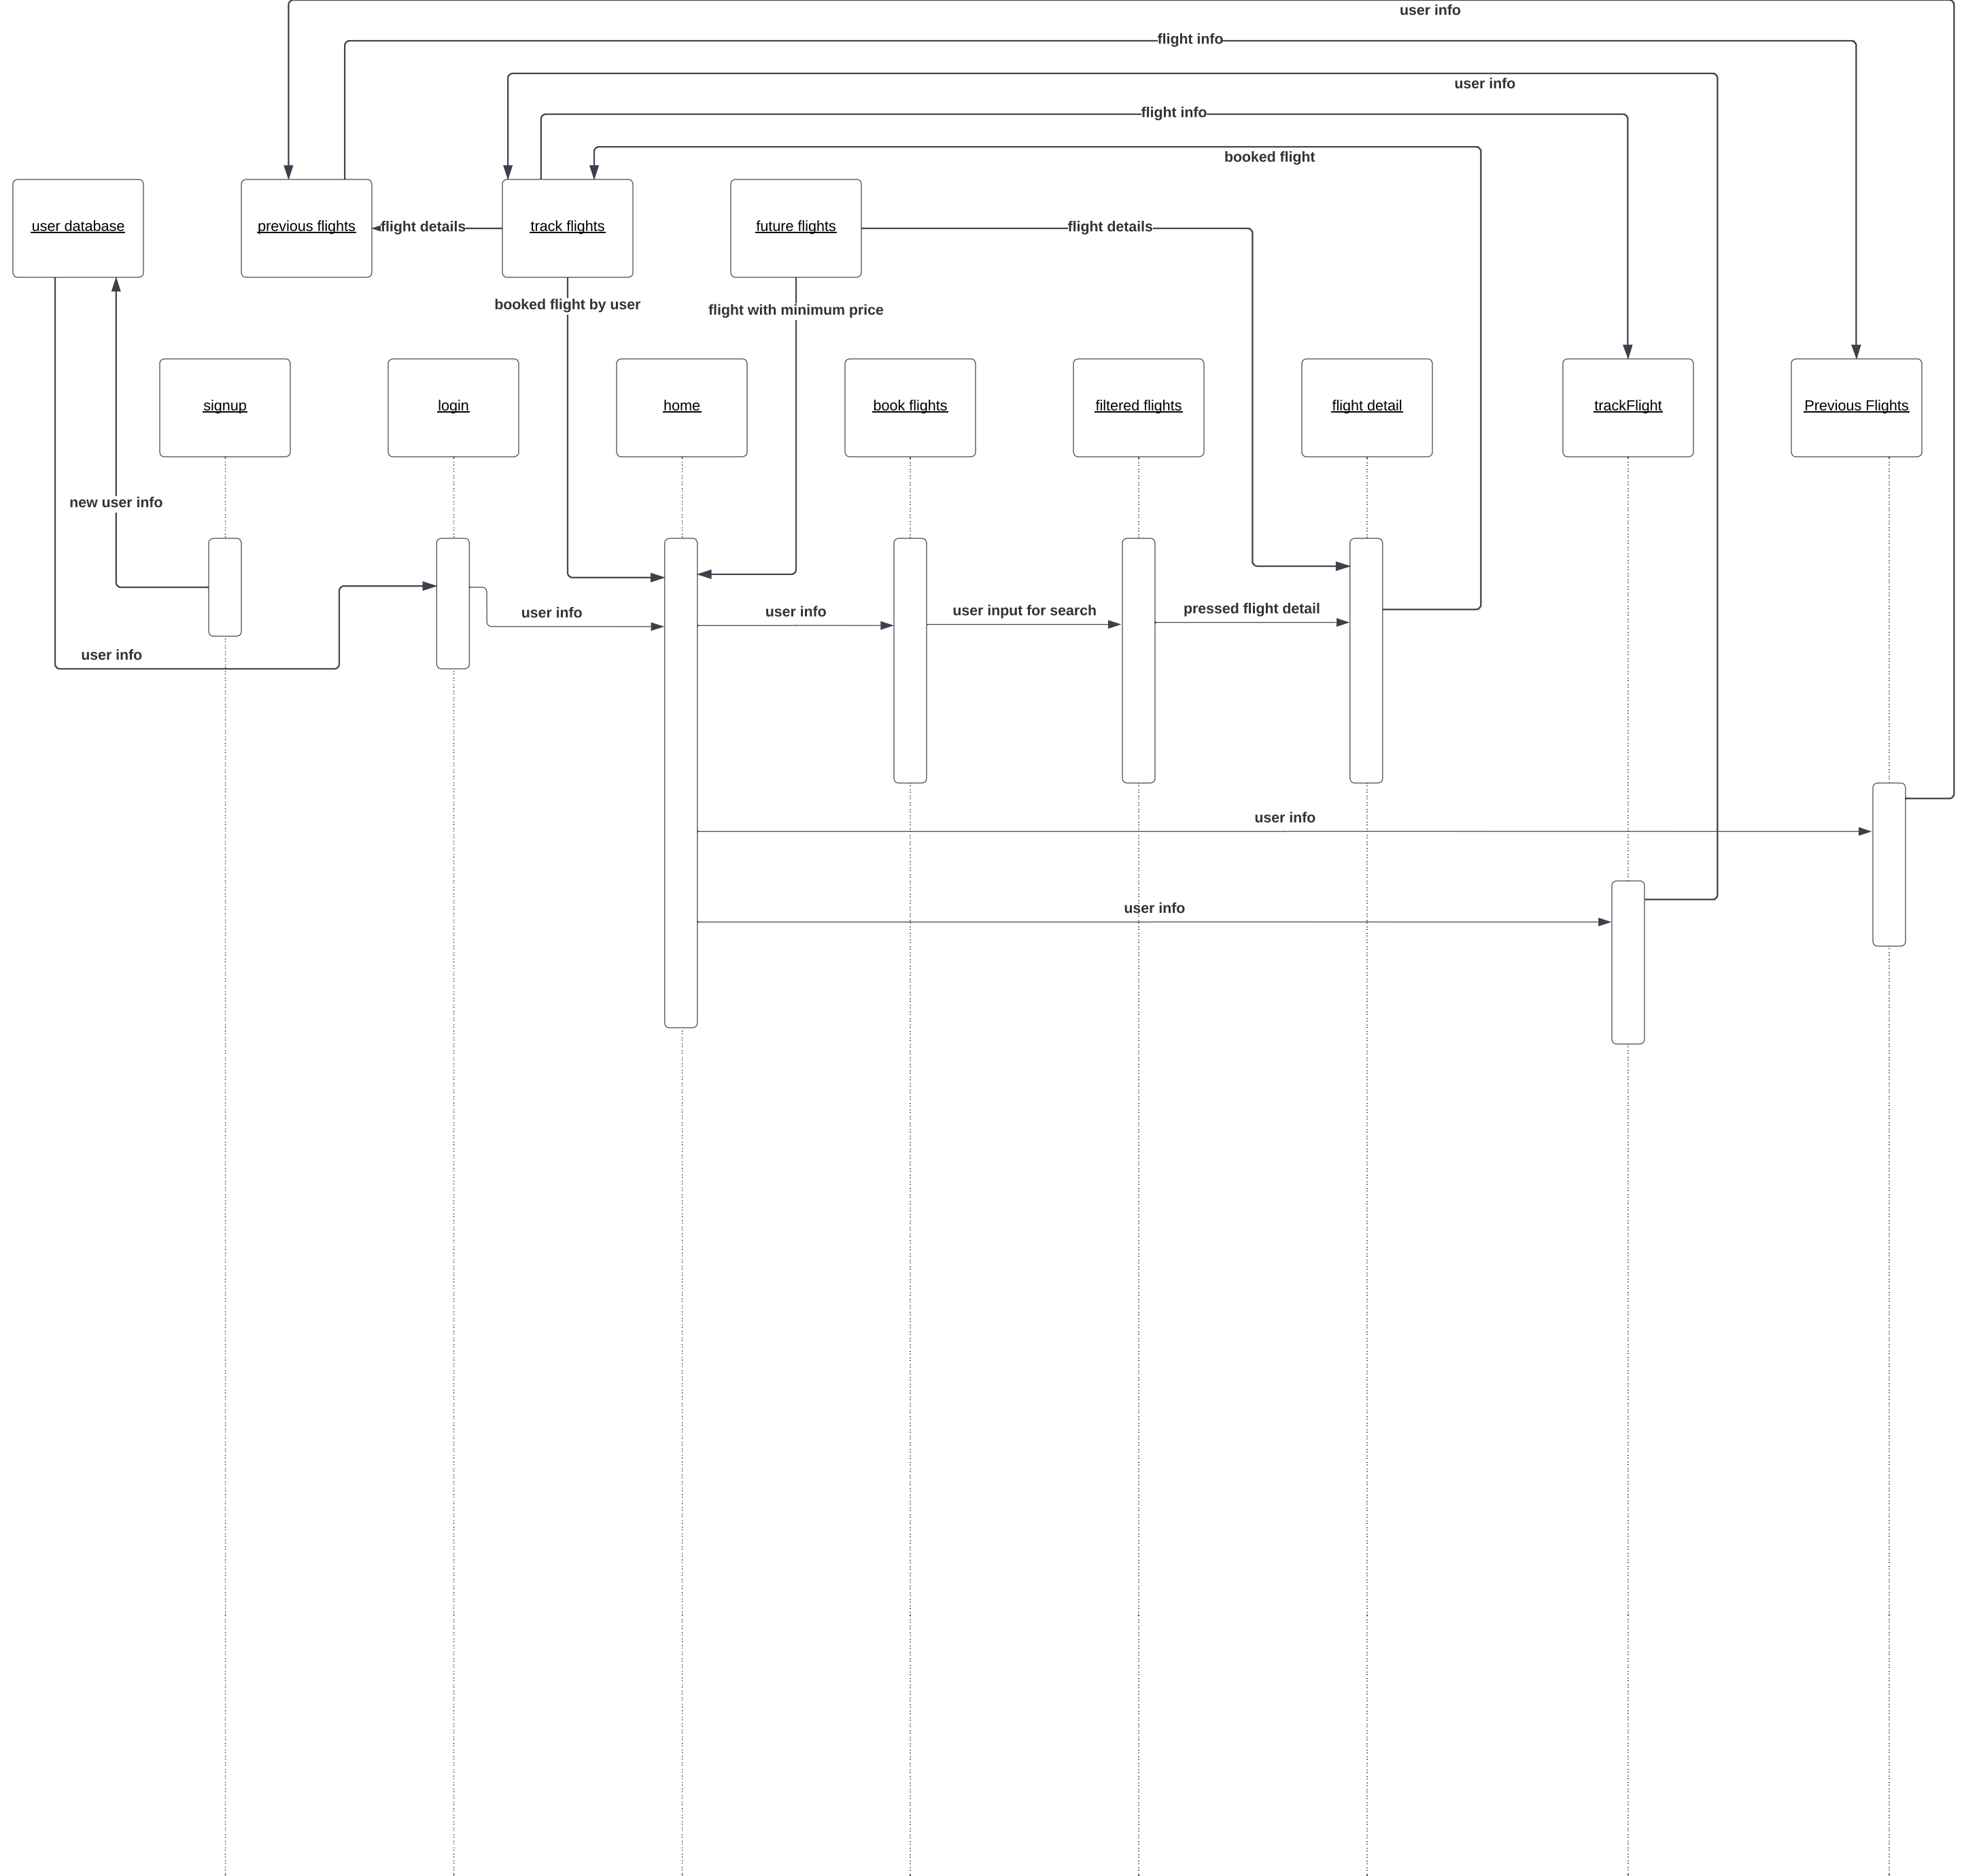 user info
flight info
user info
flight info
booked flight
user database
previous flights
flight details
track flights
future flights
flight details
booked flight by user
flight with minimum price
signup
login
home
book flights
filtered flights
flight detail
trackFlight
Previous Flights
new user info
user info
user info
user info
user input for search
pressed flight detail
user info
user info